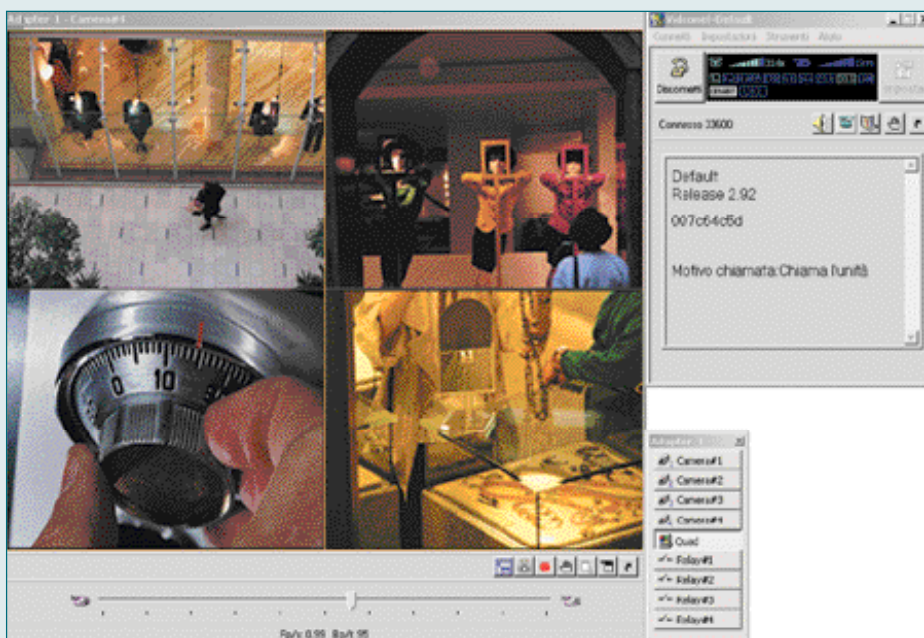 Adapter 1 - Camera#4
Videonet-Default
Connetti Impostazioni Strumenti Aiuto
Disconnetti
Imposta
Connesso 33600
Default
Release 2.92
007c64c5d
Motivo chiamata:Chiama l'unità
0 10
Adapter 1
Camera#1
Camera#2
Camera#3
Camera#4
Quad
Relay#1
Relay#2
Relay#3
Relay#4